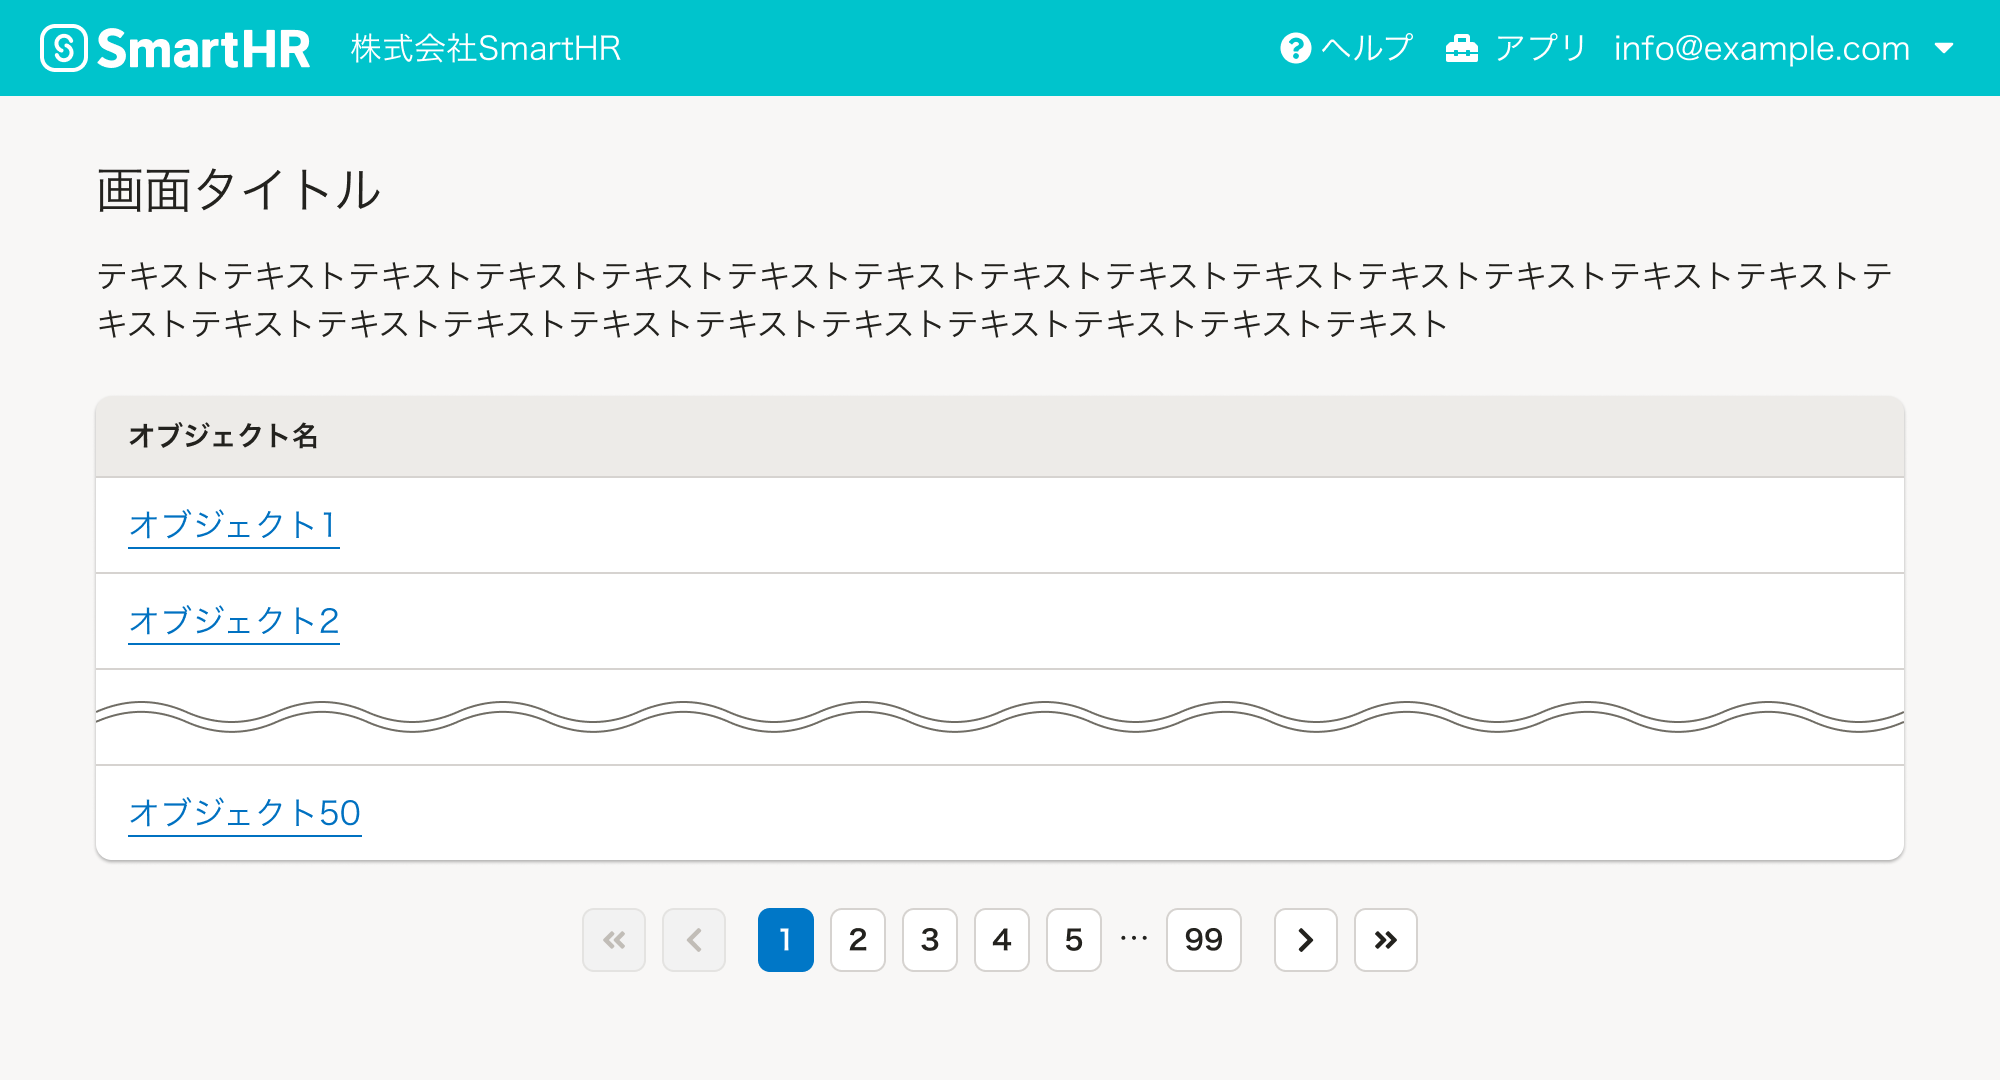 SmartHR 株式会社SmartHR ヘルプ アプリ info@example.com
画面タイトル
テキストテキストテキストテキストテキストテキストテキストテキストテキストテキストテキストテキストテキストテキストテ
キストテキストテキストテキストテキストテキストテキストテキストテキストテキストテキスト
オブジェクト名
オブジェクト1
オブジェクト2
オブジェクト50
1 2 3 4 5 … 99